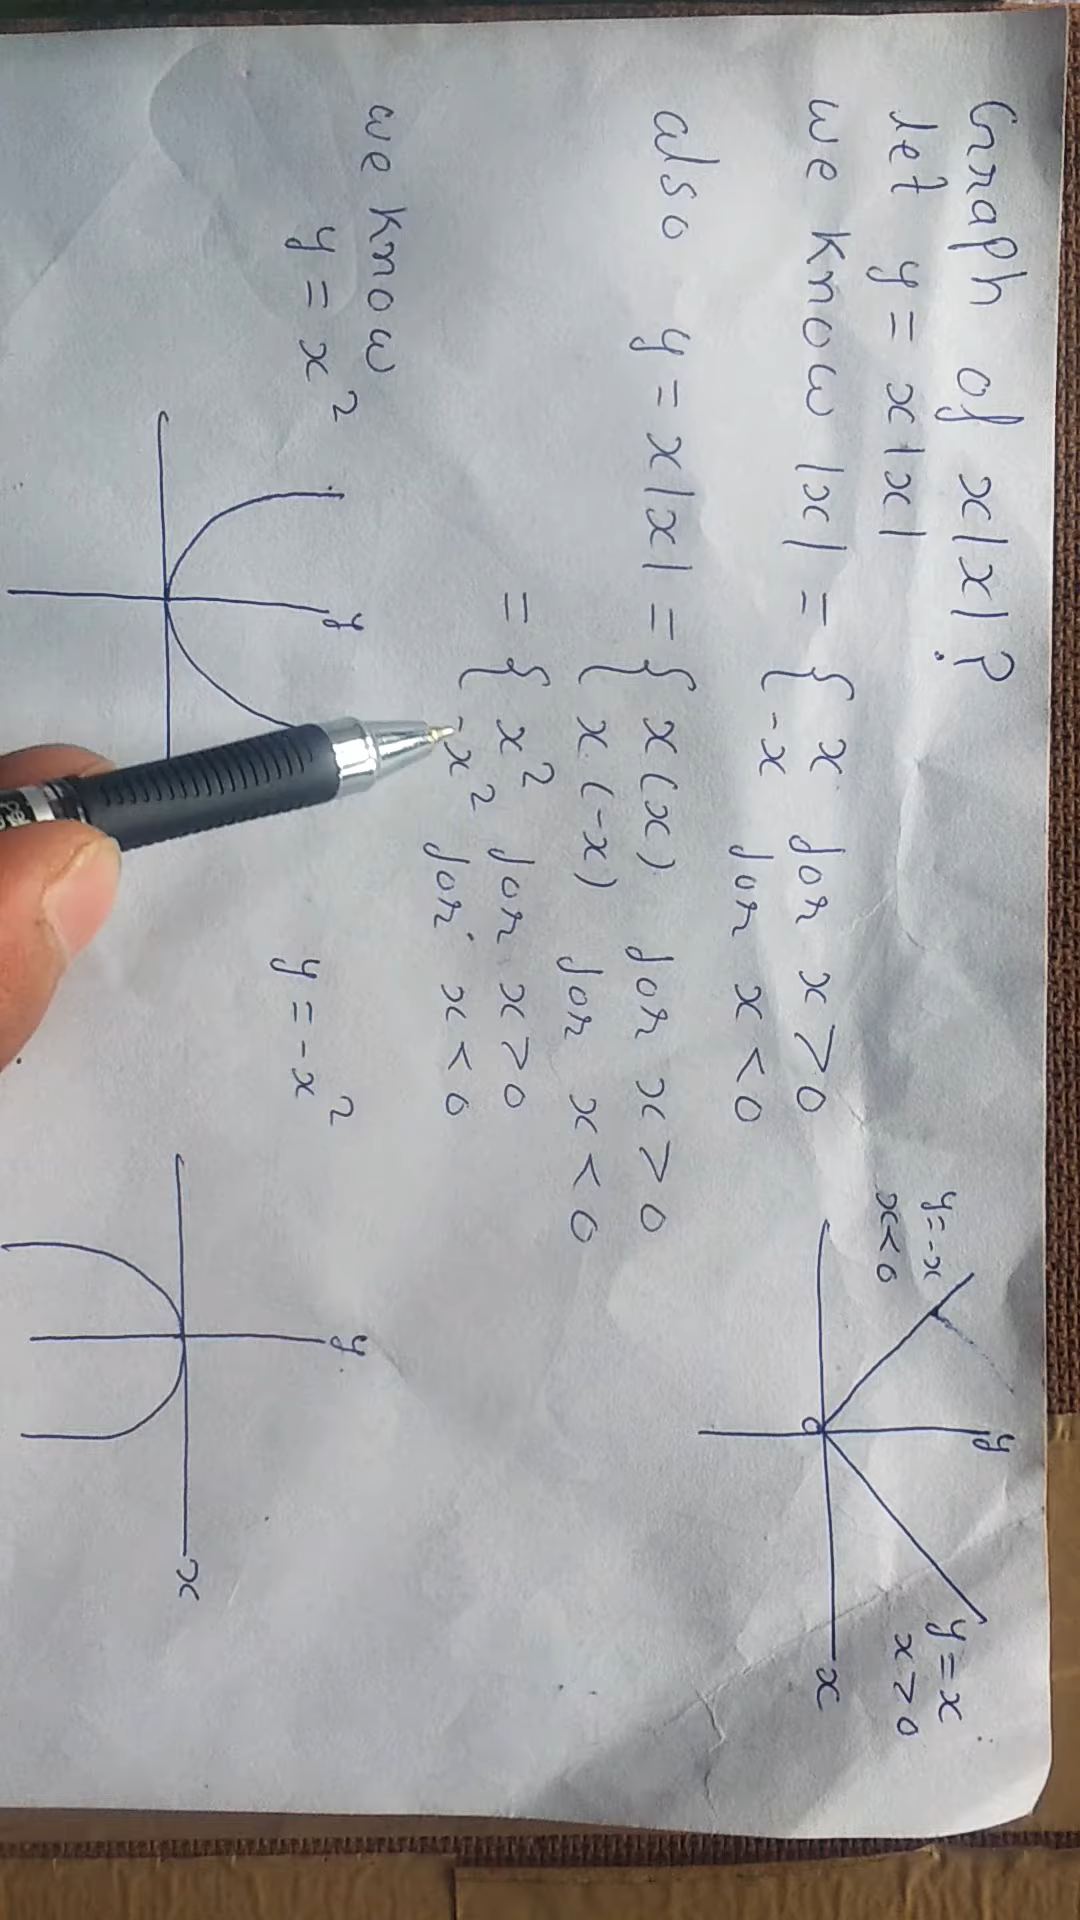 Graph of x|x|?
let y = x|x|
we know |x| = { x for x > 0
-x for x < 0
y = -x
x < 0
y
y = x
x > 0
x
0
also y = x|x| = { x(x) for x > 0
x(-x) for x < 0
= { x² for x > 0
-x² for x < 0
we know
y = x²
y
y = -x²
y
x